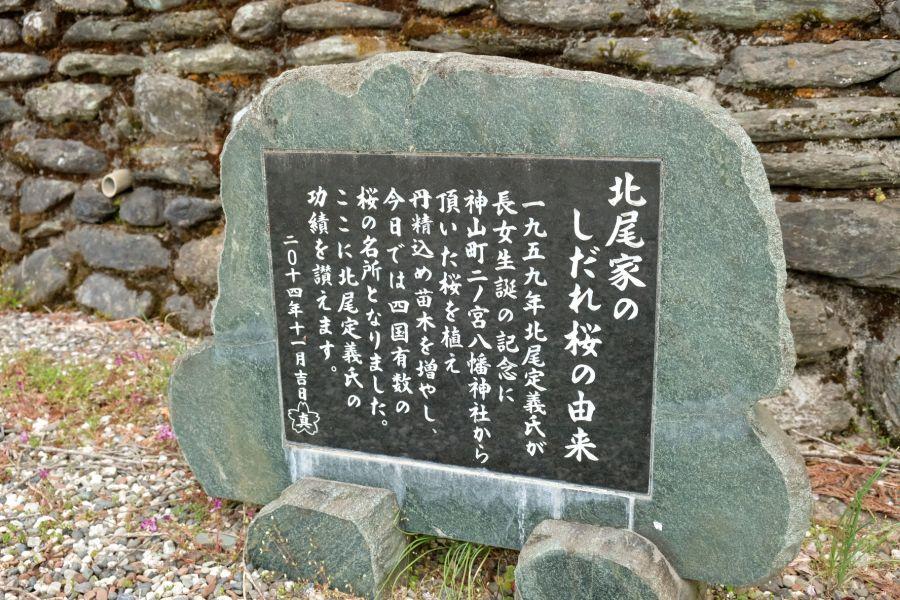 北尾家の
しだれ桜の由来
一九五九年北尾定義氏が
長女生誕の記念に
神山町二ノ宮八幡神社から
頂いた桜を植え
丹精込め苗木を増やし、
今日では四国有数の
桜の名所となりました。
ここに北尾定義氏の
功績を讃えます。
二〇十四年十一月吉日
真